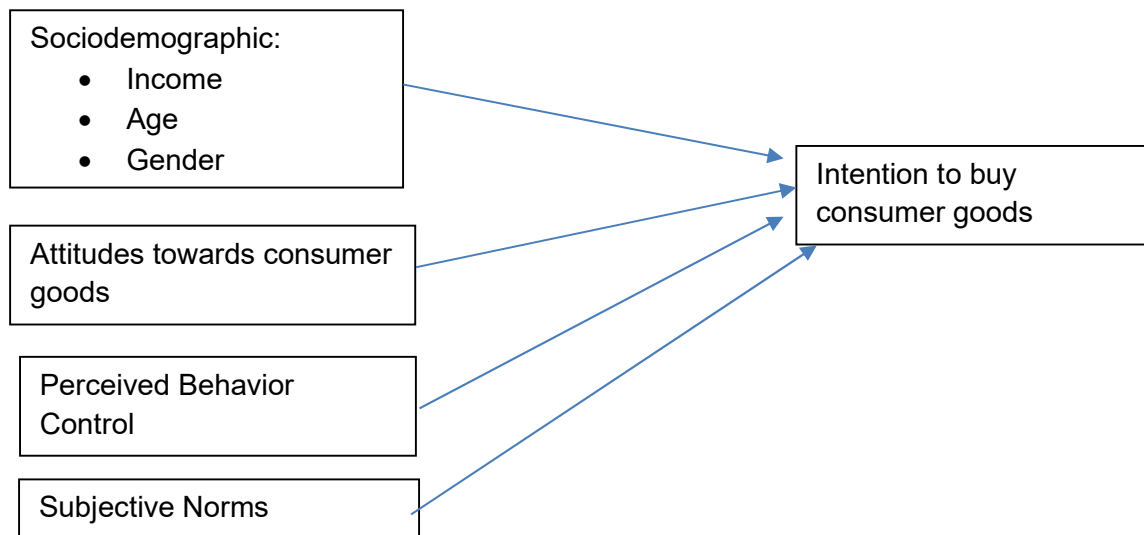 Sociodemographic:
• Income
• Age
• Gender
Attitudes towards consumer
goods
Perceived Behavior
Control
Subjective Norms
Intention to buy
consumer goods